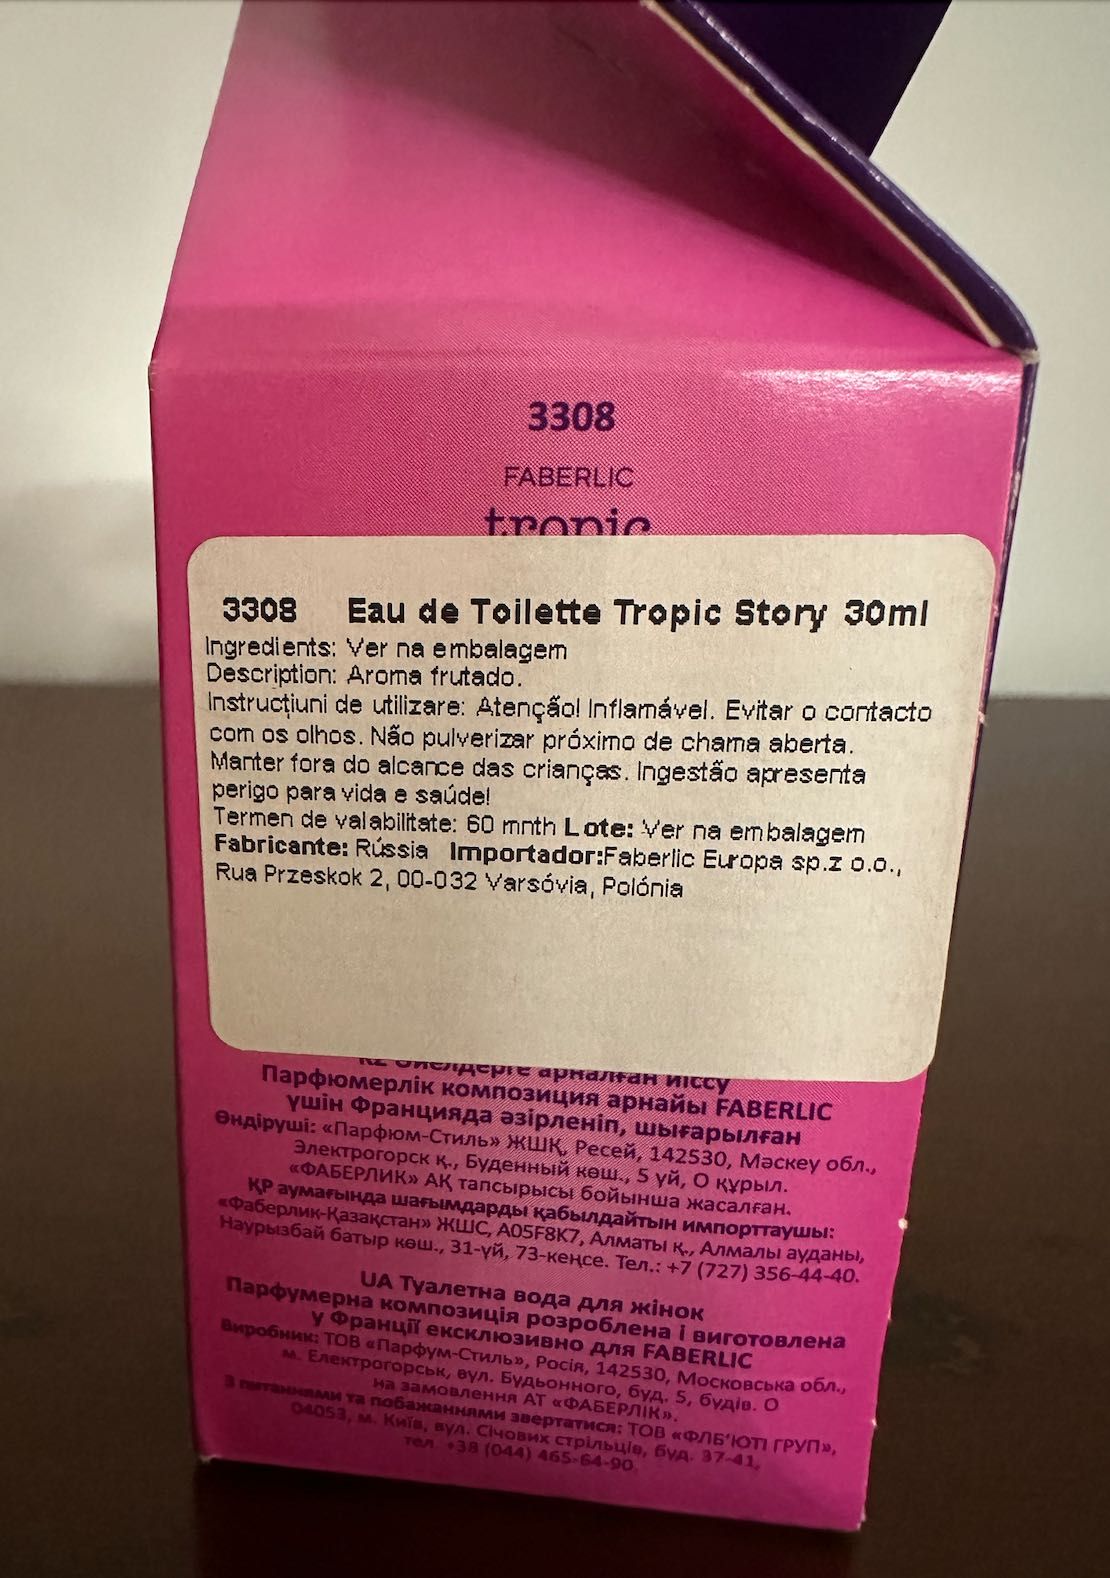 3308
FABERLIC
tropic
3308 Eau de Toilette Tropic Story 30ml
Ingredients: Ver na embalagem
Description: Aroma frutado.
Instrucțiuni de utilizare: Atenção! Inflamável. Evitar o contacto
com os olhos. Não pulverizar próximo de chama aberta.
Manter fora do alcance das crianças. Ingestão apresenta
perigo para vida e saúde!
Termen de valabilitate: 60 mnth Lote: Ver na embalagem
Fabricante: Rússia Importador:Faberlic Europa sp.z o.o.,
Rua Przeskok 2, 00-032 Varsóvia, Polónia
KZ Әйелдерге арналған иіссу
Парфюмерлік композиция арнайы FABERLIC
үшін Францияда әзірленіп, шығарылған
Өндіруші: «Парфюм-Стиль» ЖШҚ, Ресей, 142530, Мәскеу обл.,
Электрогорск қ., Буденный көш., 5 үй, О құрыл.
«ФАБЕРЛИК» АҚ тапсырысы бойынша жасалған.
ҚР аумағында шағымдарды қабылдайтын импорттаушы:
«Фаберлик-Қазақстан» ЖШС, A05F8K7, Алматы қ., Алмалы ауданы,
Наурызбай батыр көш., 31-үй, 73-кеңсе. Тел.: +7 (727) 356-44-40.
UA Туалетна вода для жінок
Парфумерна композиція розроблена і виготовлена
у Франції ексклюзивно для FABERLIC
Виробник: ТОВ «Парфум-Стиль», Росія, 142530, Московська обл.,
м. Електрогорськ, вул. Будьонного, буд. 5, будів. О
на замовлення АТ «ФАБЕРЛІК».
З питаннями та побажаннями звертатися: ТОВ «ФЛБ'ЮТІ ГРУП»,
04053, м. Київ, вул. Січових стрільців, буд. 37-41,
тел. +38 (044) 465-64-90.